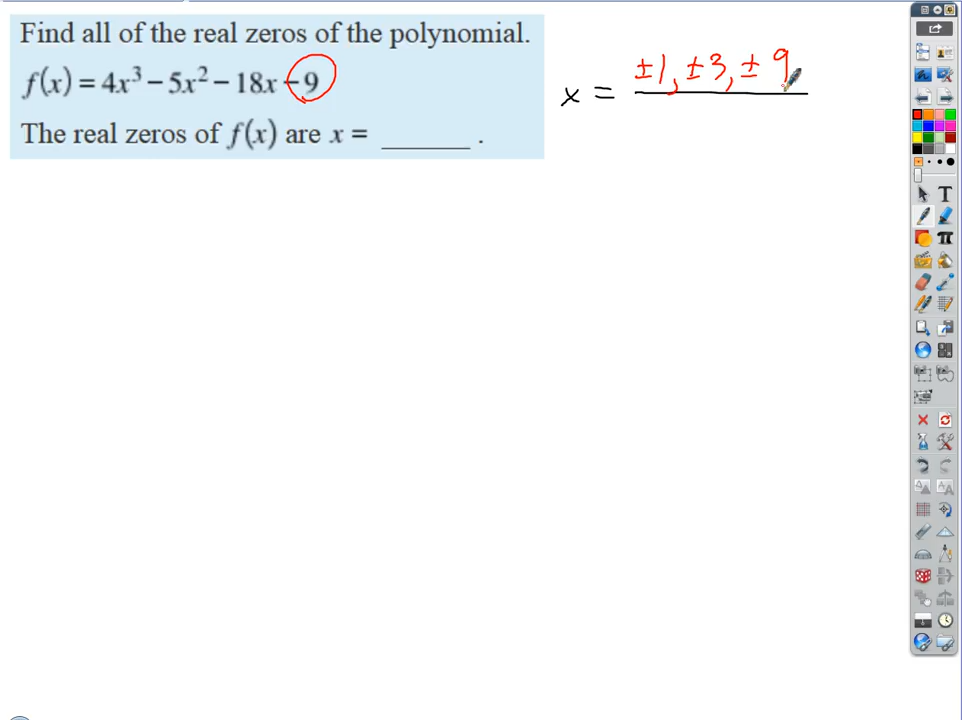 Find all of the real zeros of the polynomial.
f(x) = 4x³ − 5x² − 18x − 9
The real zeros of f(x) are x = ______ .
±1, ±3, ± 9
x =